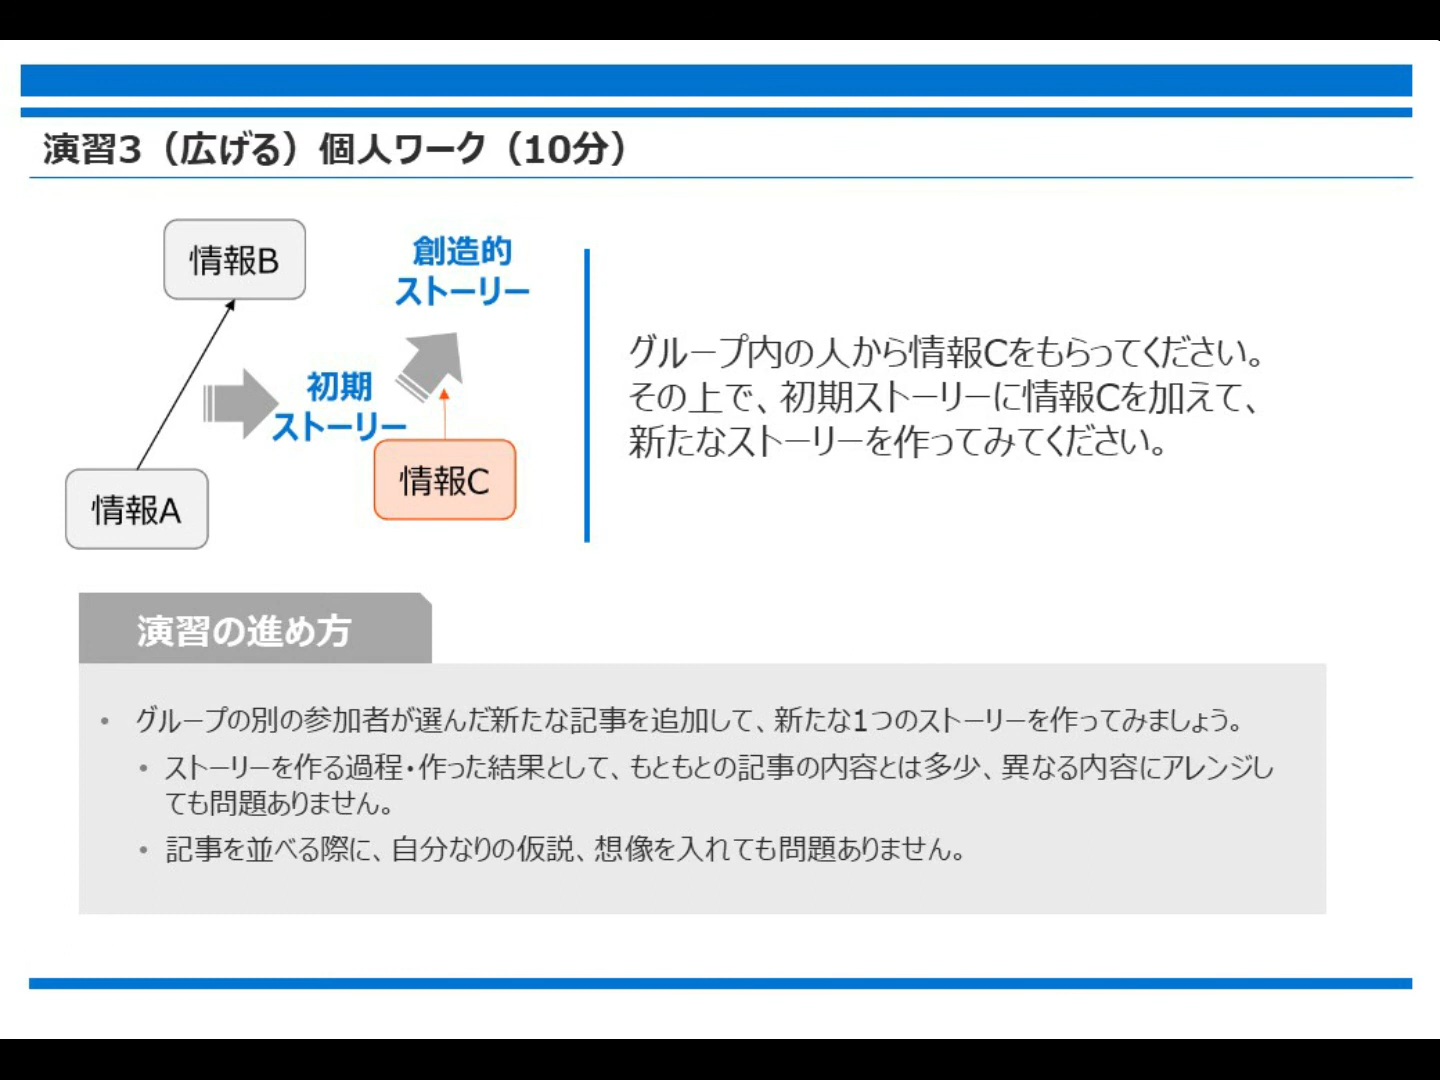 演習3（広げる）個人ワーク（10分）
情報B
創造的
ストーリー
初期
ストーリー
情報C
情報A
グループ内の人から情報Cをもらってください。
その上で、初期ストーリーに情報Cを加えて、
新たなストーリーを作ってみてください。
演習の進め方
• グループの別の参加者が選んだ新たな記事を追加して、新たな1つのストーリーを作ってみましょう。
• ストーリーを作る過程・作った結果として、もともとの記事の内容とは多少、異なる内容にアレンジし
ても問題ありません。
• 記事を並べる際に、自分なりの仮説、想像を入れても問題ありません。